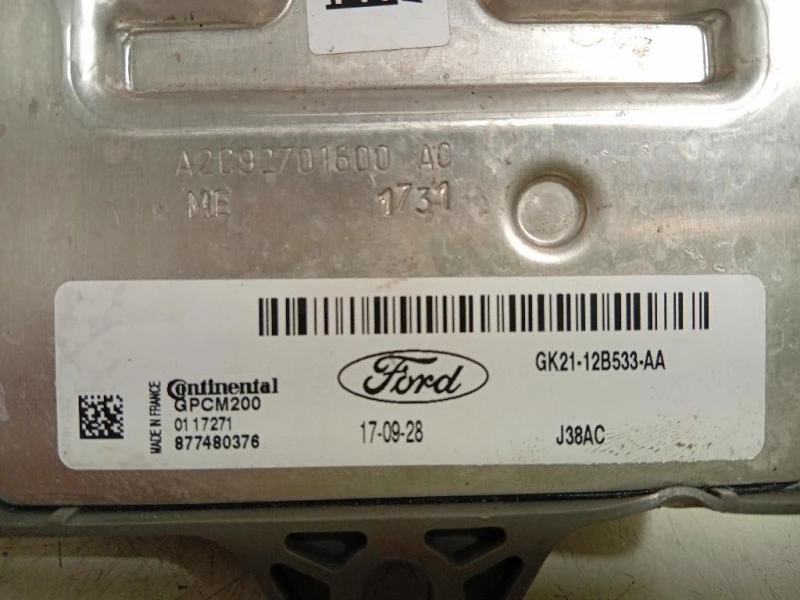 A2C92701600 AC
ME 1731
GK21-12B533-AA
MADE IN FRANCE
Continental
GPCM200
01 17271
877480376
Ford
17-09-28
J38AC